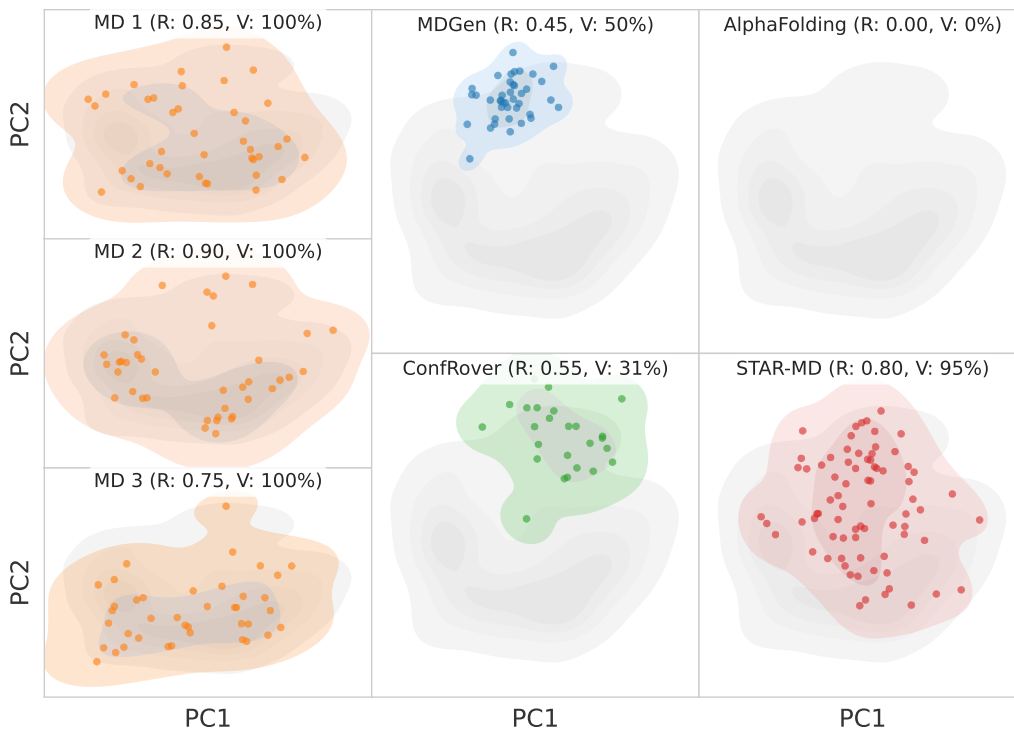 MD 1 (R: 0.85, V: 100%)
PC2
MD 2 (R: 0.90, V: 100%)
PC2
MD 3 (R: 0.75, V: 100%)
PC2
PC1
MDGen (R: 0.45, V: 50%)
ConfRover (R: 0.55, V: 31%)
PC1
AlphaFolding (R: 0.00, V: 0%)
STAR-MD (R: 0.80, V: 95%)
PC1